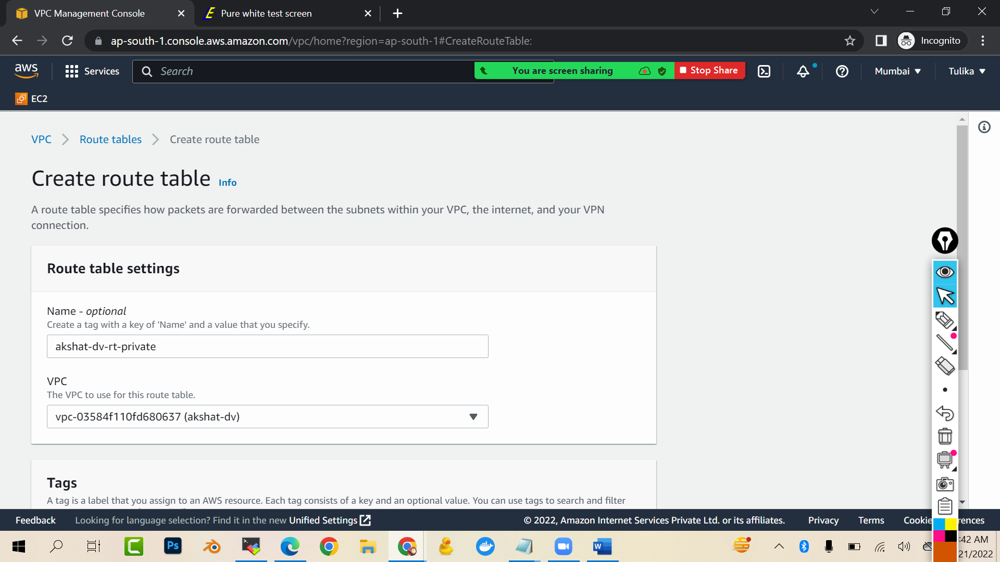 VPC Management Console
Pure white test screen
ap-south-1.console.aws.amazon.com/vpc/home?region=ap-south-1#CreateRouteTable:
Incognito
aws
Services
Search
You are screen sharing
Stop Share
Mumbai
Tulika
EC2
VPC
Route tables
Create route table
Create route table
Info
A route table specifies how packets are forwarded between the subnets within your VPC, the internet, and your VPN
connection.
Route table settings
Name - optional
Create a tag with a key of 'Name' and a value that you specify.
akshat-dv-rt-private
VPC
The VPC to use for this route table.
vpc-03584f110fd680637 (akshat-dv)
Tags
A tag is a label that you assign to an AWS resource. Each tag consists of a key and an optional value. You can use tags to search and filter
Feedback
Looking for language selection? Find it in the new Unified Settings
© 2022, Amazon Internet Services Private Ltd. or its affiliates.
Privacy
Terms
Cookie
rences
Ps
W
:42 AM
21/2022